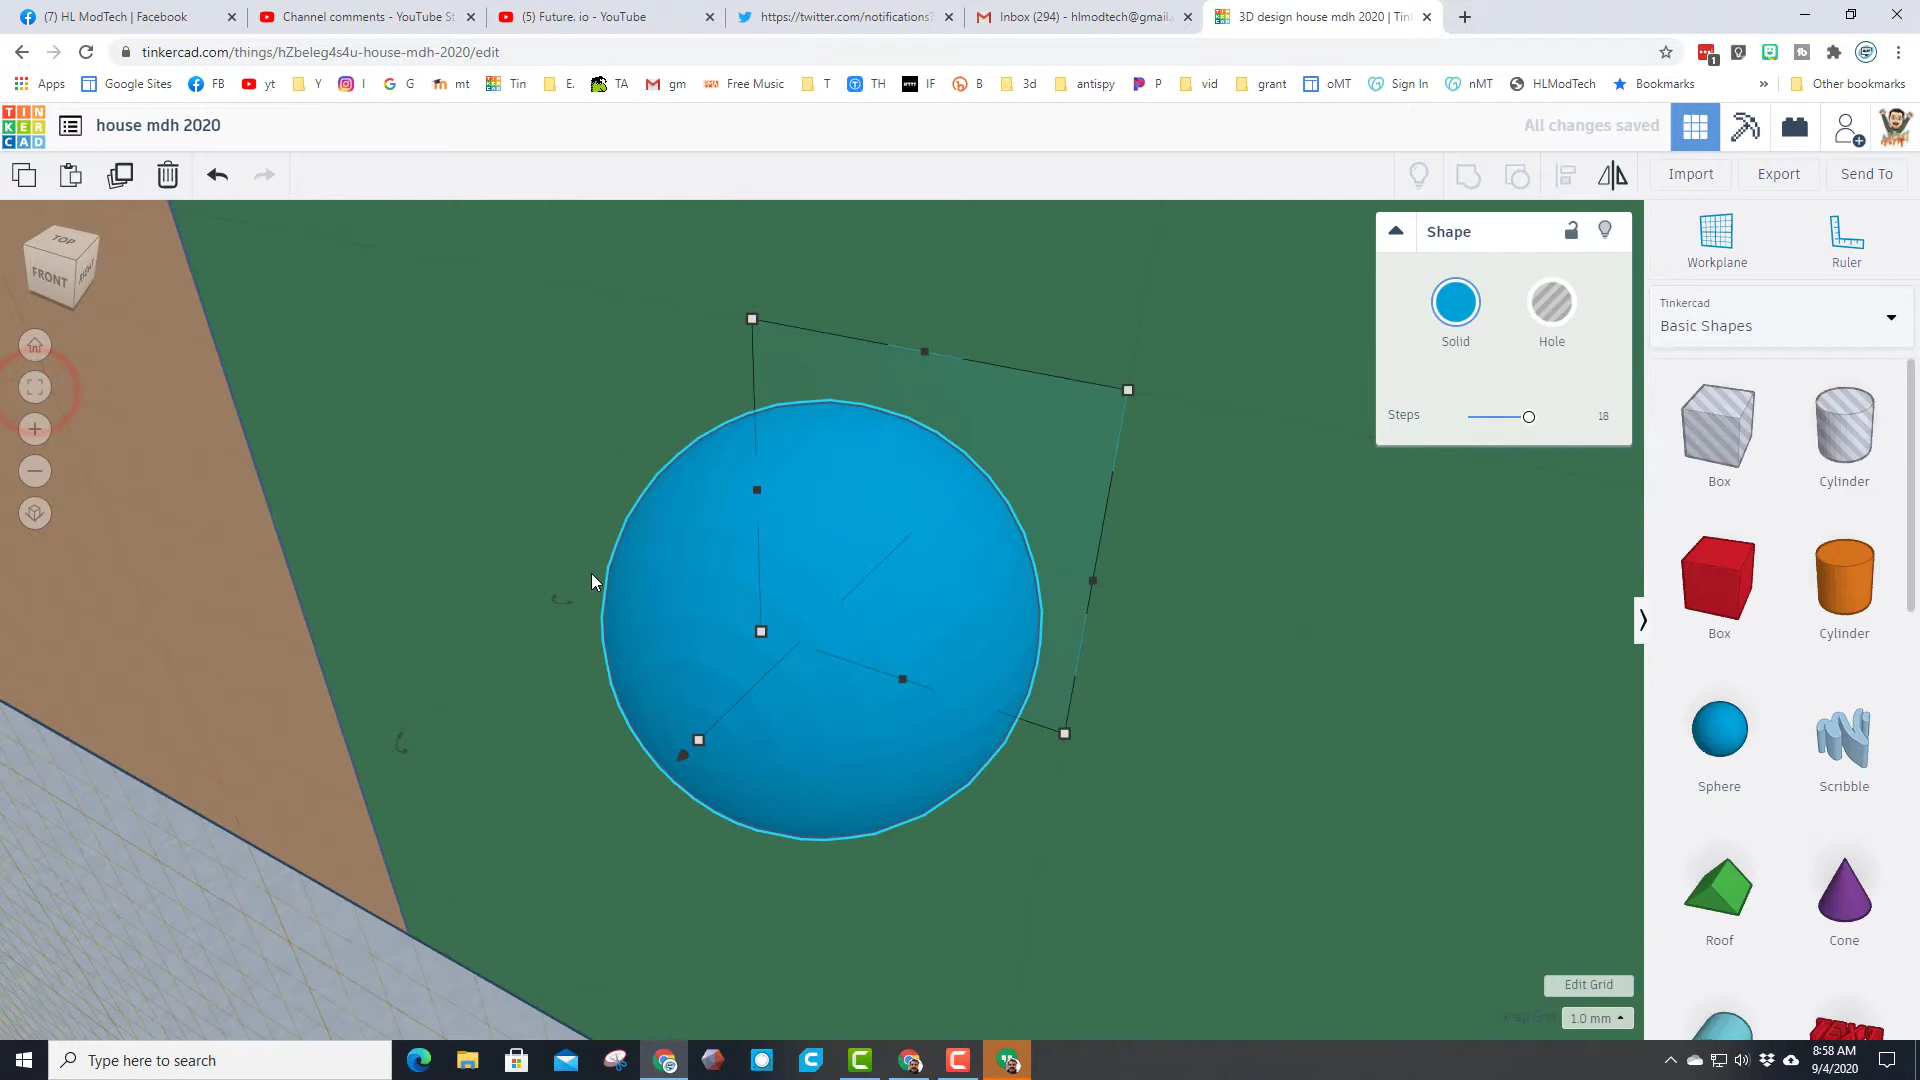 (7) HL ModTech | Facebook
Channel comments - YouTube St
(5) Future. io - YouTube
https://twitter.com/notifications
Inbox (294) - hlmodtech@gmail.
3D design house mdh 2020 | Tin
tinkercad.com/things/hZbeleg4s4u-house-mdh-2020/edit
1
Apps
Google Sites
FB
yt
Y
I
G
mt
Tin
E.
TA
gm
Free Music
T
TH
IF
B
3d
antispy
P
vid
grant
oMT
Sign In
nMT
HLModTech
Bookmarks
»
Other bookmarks
TIN
KER
CAD
house mdh 2020
All changes saved
Import
Export
Send To
TOP
FRONT
RIGHT
Shape
Solid
Hole
Steps
18
Workplane
Ruler
Tinkercad
Basic Shapes
Box
Cylinder
Box
Cylinder
Sphere
Scribble
Roof
Cone
Edit Grid
Snap Grid
1.0 mm
Type here to search
8:58 AM
9/4/2020